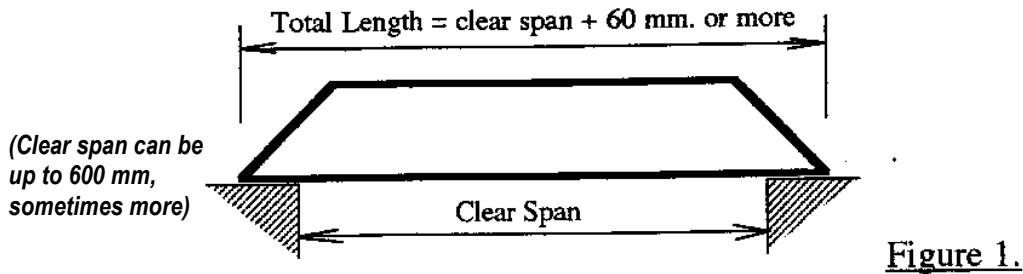 Total Length = clear span + 60 mm. or more
(Clear span can be
up to 600 mm,
sometimes more)
Clear Span
Figure 1.